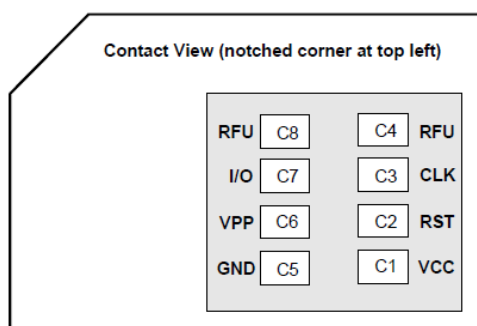 Contact View (notched corner at top left)
RFU C8 C4 RFU
I/O C7 C3 CLK
VPP C6 C2 RST
GND C5 C1 VCC